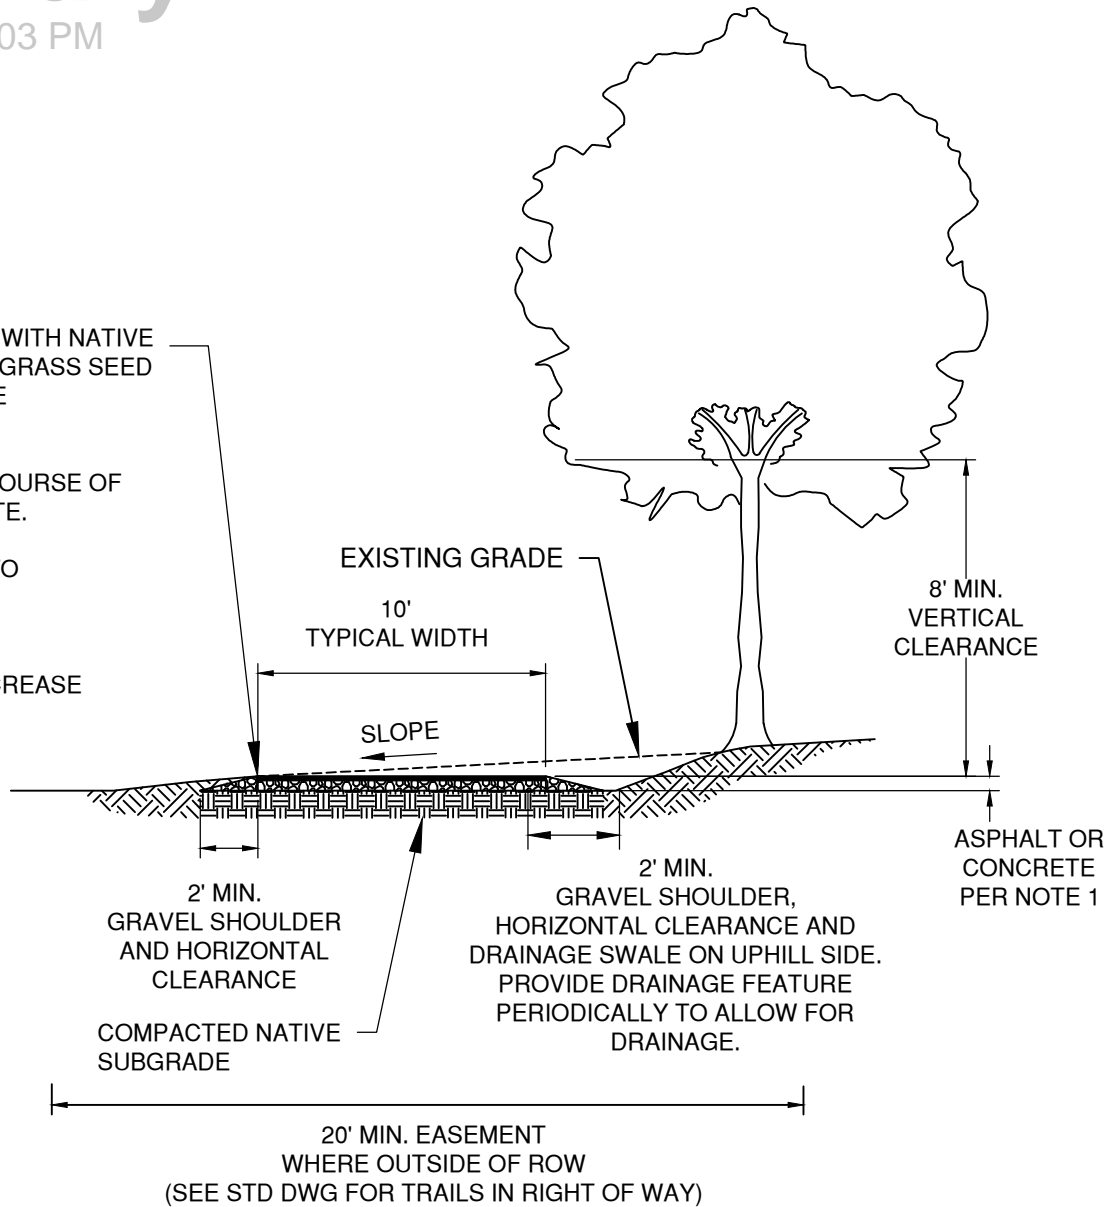 03 PM
WITH NATIVE
GRASS SEED
OURSE OF
TE.
TO
CREASE
EXISTING GRADE
10'
TYPICAL WIDTH
SLOPE
8' MIN.
VERTICAL
CLEARANCE
ASPHALT OR
CONCRETE
PER NOTE 1
2' MIN.
GRAVEL SHOULDER
AND HORIZONTAL
CLEARANCE
2' MIN.
GRAVEL SHOULDER,
HORIZONTAL CLEARANCE AND
DRAINAGE SWALE ON UPHILL SIDE.
PROVIDE DRAINAGE FEATURE
PERIODICALLY TO ALLOW FOR
DRAINAGE.
COMPACTED NATIVE
SUBGRADE
20' MIN. EASEMENT
WHERE OUTSIDE OF ROW
(SEE STD DWG FOR TRAILS IN RIGHT OF WAY)